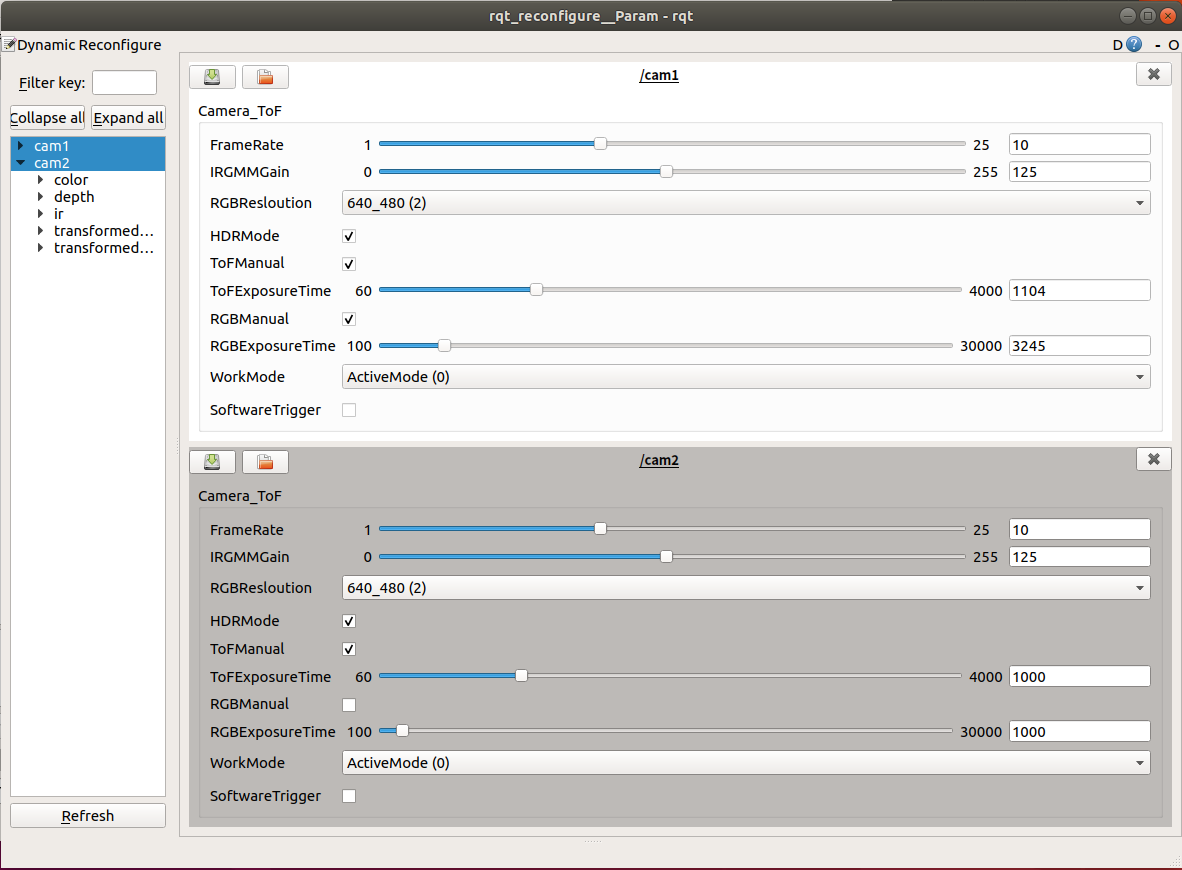 rqt_reconfigure__Param - rqt
Dynamic Reconfigure
D ? - O
Filter key:
Collapse all Expand all
cam1
cam2
color
depth
ir
transformed...
transformed...
Refresh
/cam1
Camera_ToF
FrameRate 1 25 10
IRGMMGain 0 255 125
RGBResloution 640_480 (2)
HDRMode
ToFManual
ToFExposureTime 60 4000 1104
RGBManual
RGBExposureTime 100 30000 3245
WorkMode ActiveMode (0)
SoftwareTrigger
/cam2
Camera_ToF
FrameRate 1 25 10
IRGMMGain 0 255 125
RGBResloution 640_480 (2)
HDRMode
ToFManual
ToFExposureTime 60 4000 1000
RGBManual
RGBExposureTime 100 30000 1000
WorkMode ActiveMode (0)
SoftwareTrigger